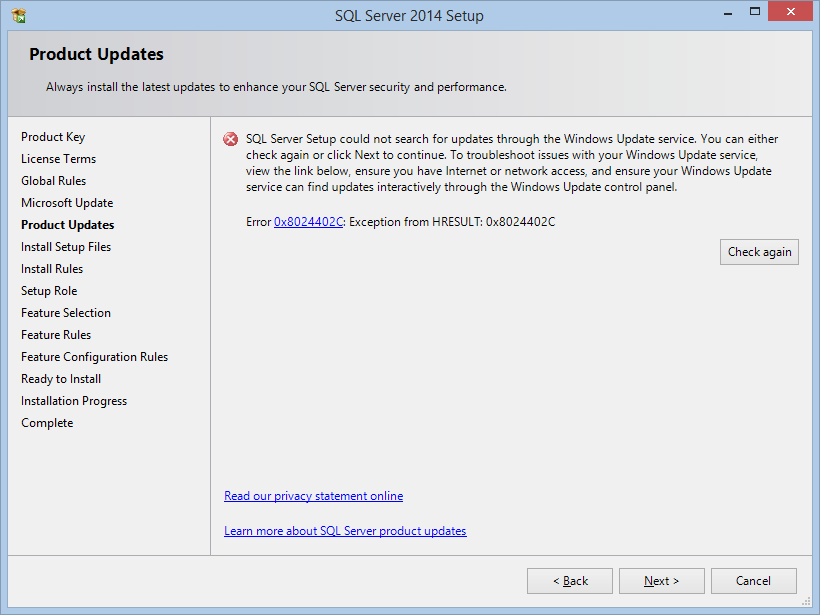 SQL Server 2014 Setup
Product Updates
Always install the latest updates to enhance your SQL Server security and performance.
Product Key
License Terms
Global Rules
Microsoft Update
Product Updates
Install Setup Files
Install Rules
Setup Role
Feature Selection
Feature Rules
Feature Configuration Rules
Ready to Install
Installation Progress
Complete
SQL Server Setup could not search for updates through the Windows Update service. You can either
check again or click Next to continue. To troubleshoot issues with your Windows Update service,
view the link below, ensure you have Internet or network access, and ensure your Windows Update
service can find updates interactively through the Windows Update control panel.
Error 0x8024402C: Exception from HRESULT: 0x8024402C
Check again
Read our privacy statement online
Learn more about SQL Server product updates
< Back
Next >
Cancel